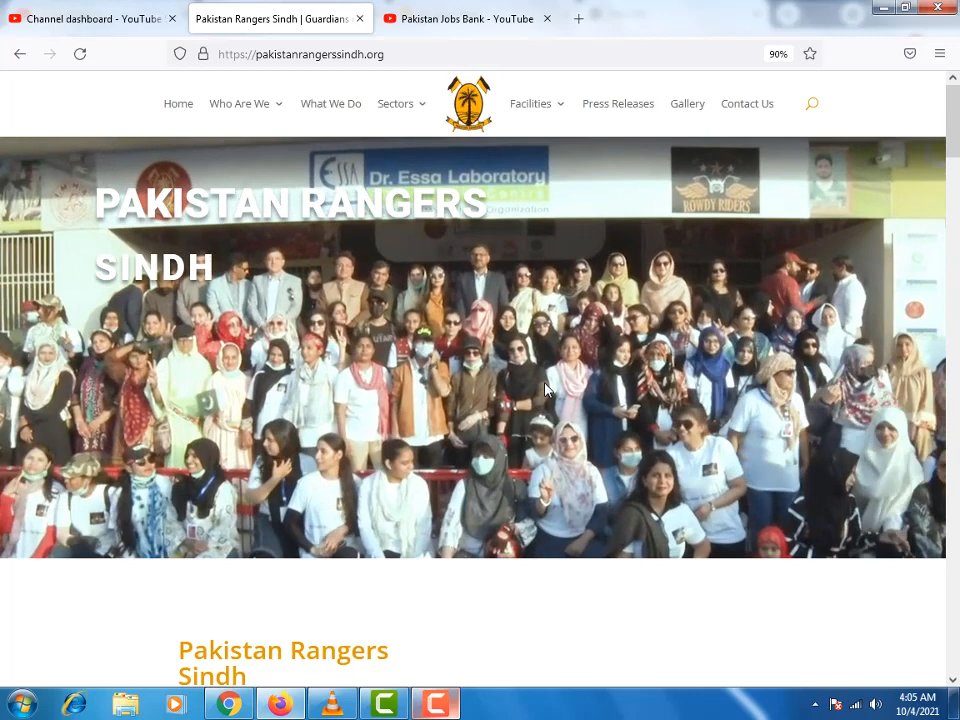 Channel dashboard - YouTube
Pakistan Rangers Sindh | Guardians
Pakistan Jobs Bank - YouTube
https://pakistanrangerssindh.org
90%
Home
Who Are We
What We Do
Sectors
Facilities
Press Releases
Gallery
Contact Us
ESSA
Dr. Essa Laboratory
ROWDY RIDERS
PAKISTAN RANGERS
SINDH
Pakistan Rangers
Sindh
4:05 AM
10/4/2021